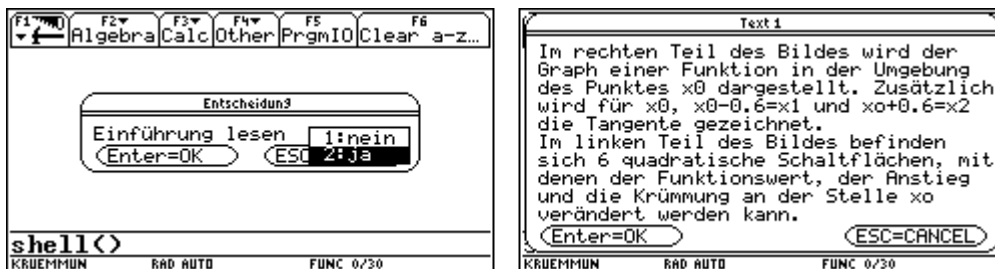 F1 F2 F3 F4 F5 F6
Algebra Calc Other PrgmIO Clear a-z…
Entscheidung
Einführung lesen
1:nein
2:ja
Enter=OK ESC
shell()
KRUEMMUN RAD AUTO FUNC 0/30
Text 1
Im rechten Teil des Bildes wird der
Graph einer Funktion in der Umgebung
des Punktes x0 dargestellt. Zusätzlich
wird für x0, x0-0.6=x1 und xo+0.6=x2
die Tangente gezeichnet.
Im linken Teil des Bildes befinden
sich 6 quadratische Schaltflächen, mit
denen der Funktionswert, der Anstieg
und die Krümmung an der Stelle xo
verändert werden kann.
Enter=OK ESC=CANCEL
KRUEMMUN RAD AUTO FUNC 0/30